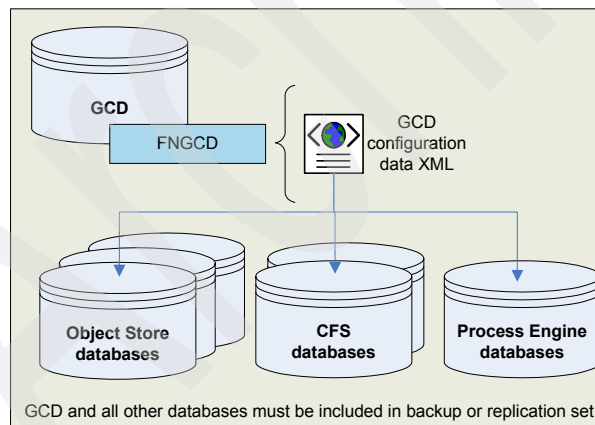 GCD
FNGCD
GCD
configuration
data XML
Object Store
databases
CFS
databases
Process Engine
databases
GCD and all other databases must be included in backup or replication set